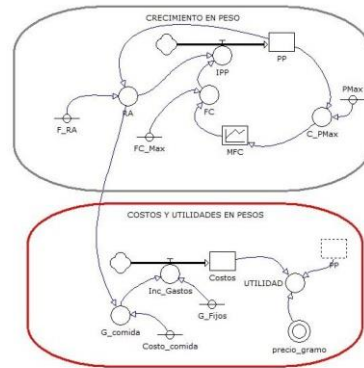 CRECIMIENTO EN PESO
IPP
PP
PMax
F_RA
RA
FC_Max
FC
MFC
C_PMax
COSTOS Y UTILIDADES EN PESOS
Costos
PP
Inc_Gastos
UTILIDAD
G_Fijos
G_comida
Costo_comida
precio_gramo